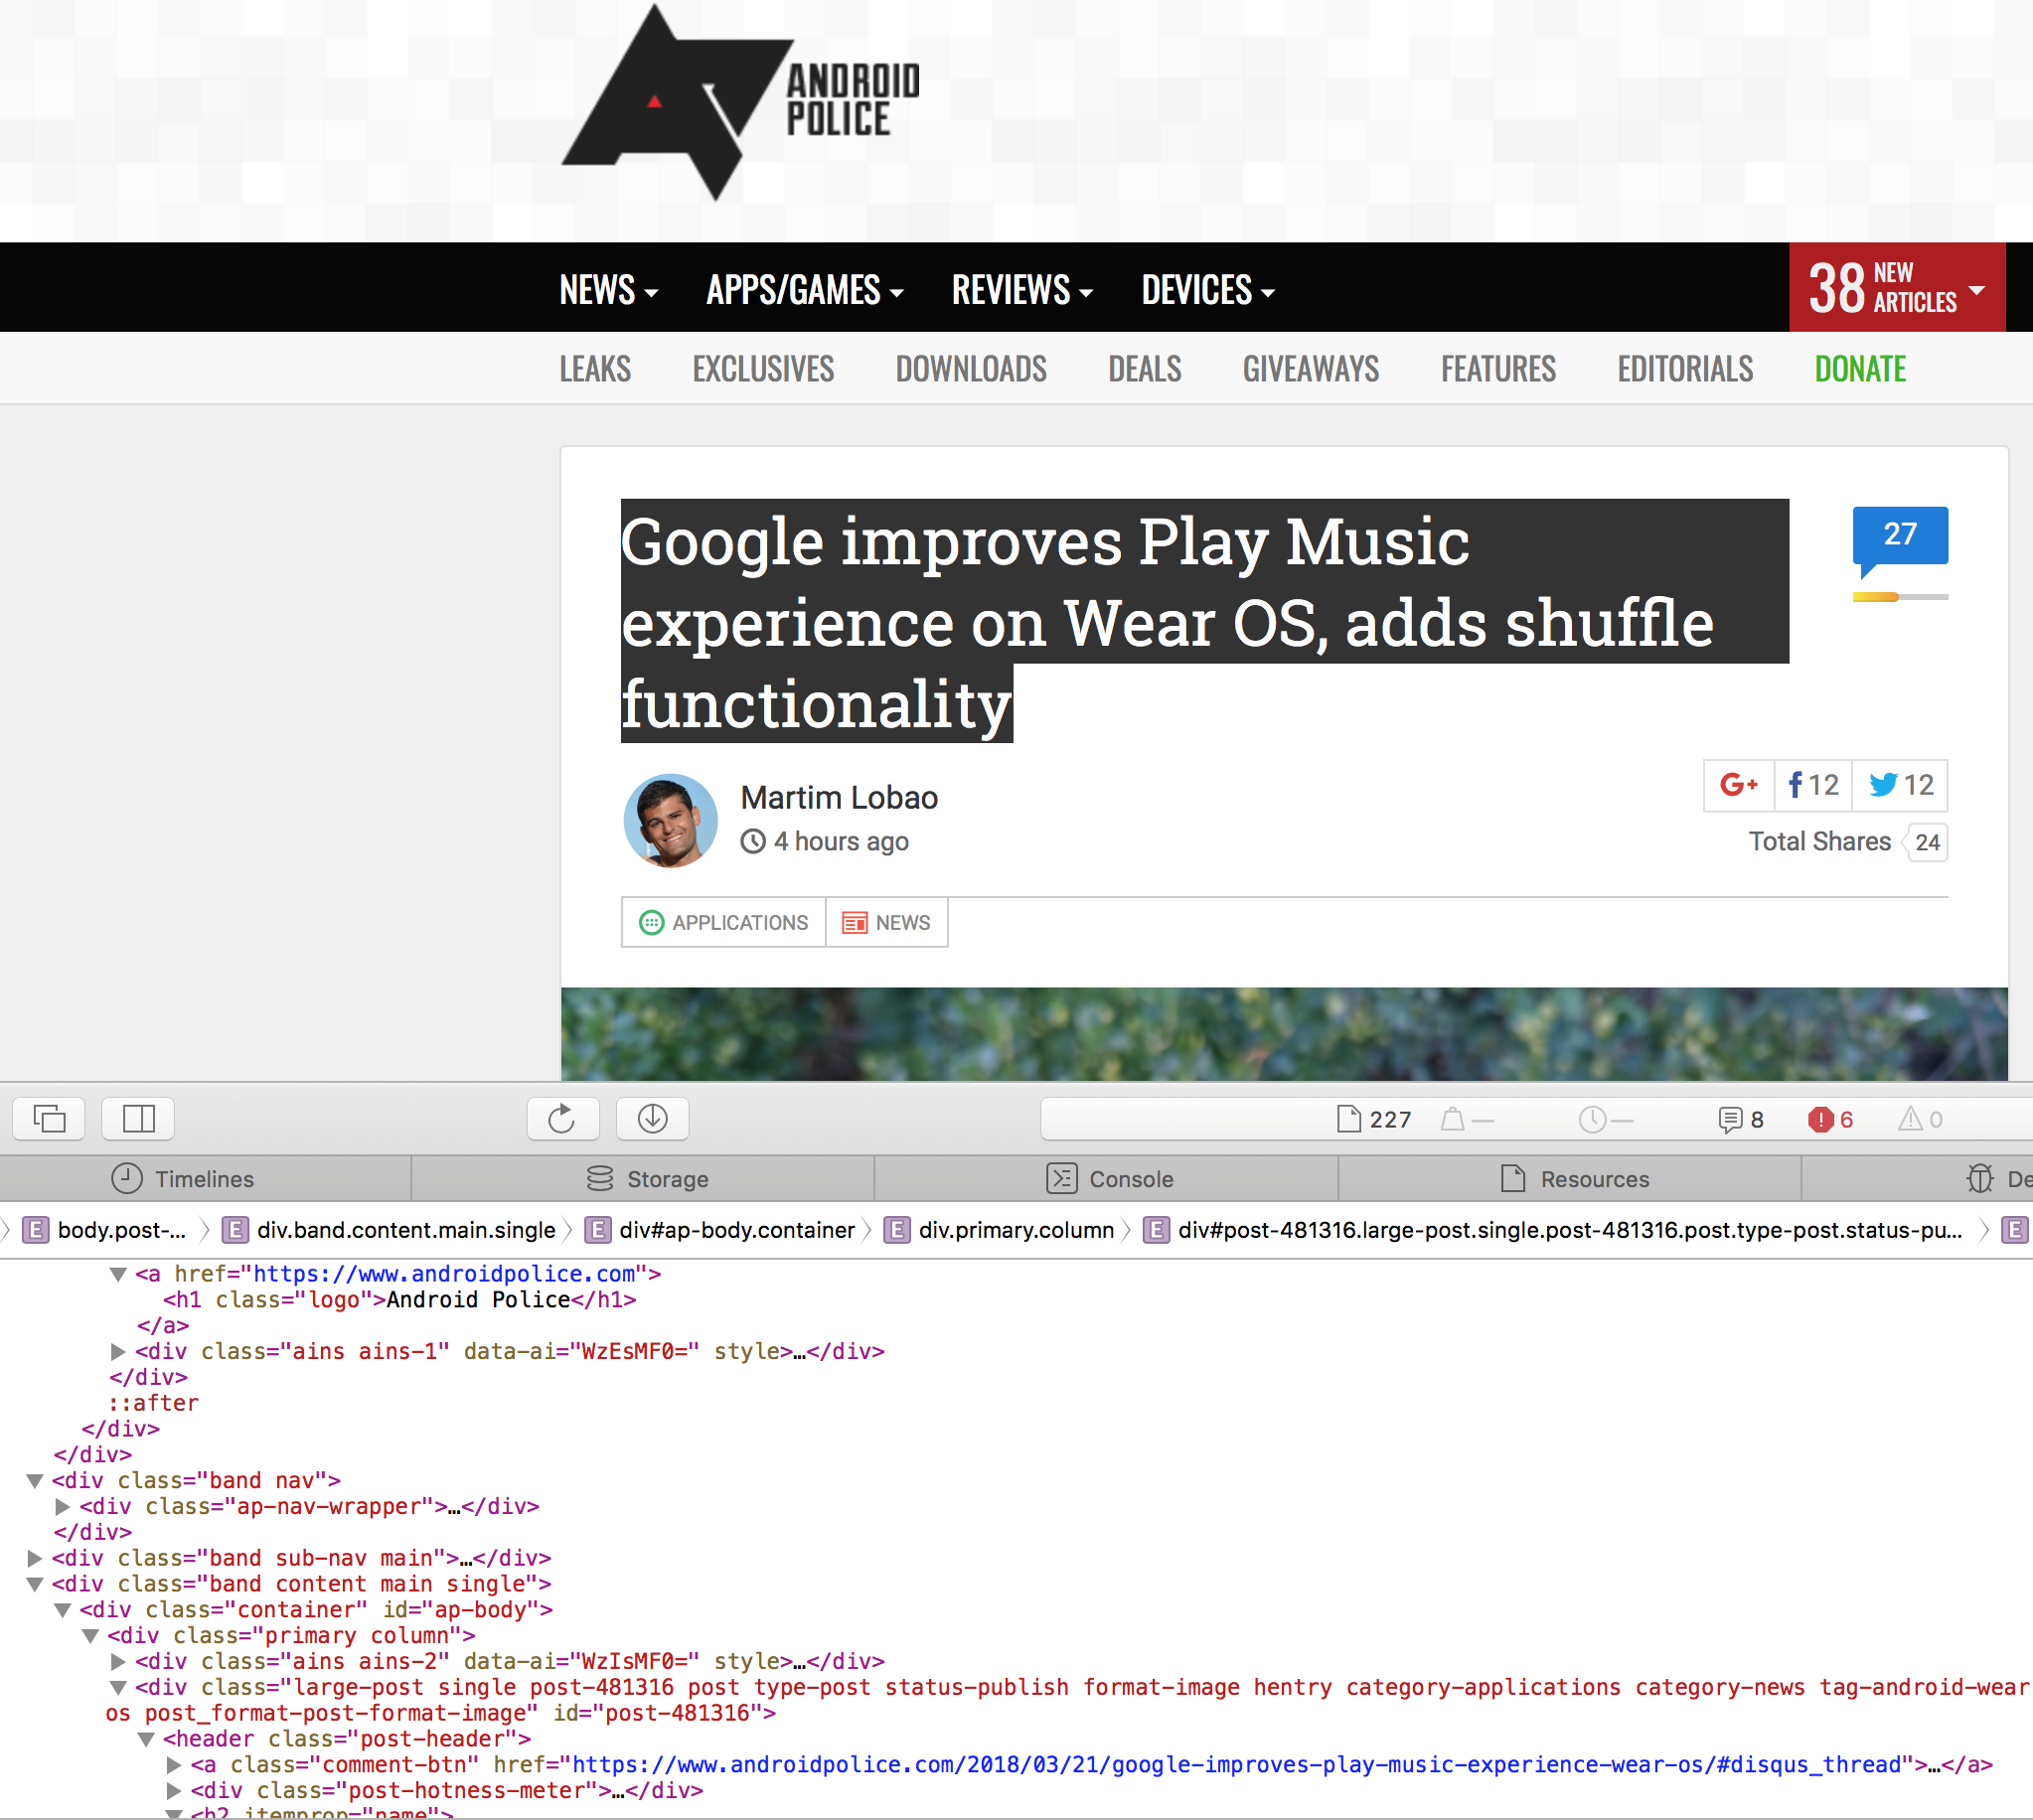 ANDROID
POLICE
NEWS APPS/GAMES REVIEWS DEVICES
38 NEW
ARTICLES
LEAKS EXCLUSIVES DOWNLOADS DEALS GIVEAWAYS FEATURES EDITORIALS DONATE
Google improves Play Music
experience on Wear OS, adds shuffle
functionality
27
Martim Lobao
4 hours ago
G+ f 12 12
Total Shares 24
APPLICATIONS NEWS
227 — — 8 6 0
Timelines Storage Console Resources De
E body.post-... E div.band.content.main.single E div#ap-body.container E div.primary.column E div#post-481316.large-post.single.post-481316.post.type-post.status-pu... E
<a href="https://www.androidpolice.com">
<h1 class="logo">Android Police</h1>
</a>
<div class="ains ains-1" data-ai="WzEsMF0=" style>…</div>
</div>
::after
</div>
</div>
<div class="band nav">
<div class="ap-nav-wrapper">…</div>
</div>
<div class="band sub-nav main">…</div>
<div class="band content main single">
<div class="container" id="ap-body">
<div class="primary column">
<div class="ains ains-2" data-ai="WzIsMF0=" style>…</div>
<div class="large-post single post-481316 post type-post status-publish format-image hentry category-applications category-news tag-android-wear
os post_format-post-format-image" id="post-481316">
<header class="post-header">
<a class="comment-btn" href="https://www.androidpolice.com/2018/03/21/google-improves-play-music-experience-wear-os/#disqus_thread">…</a>
<div class="post-hotness-meter">…</div>
<h2 itemprop="name">